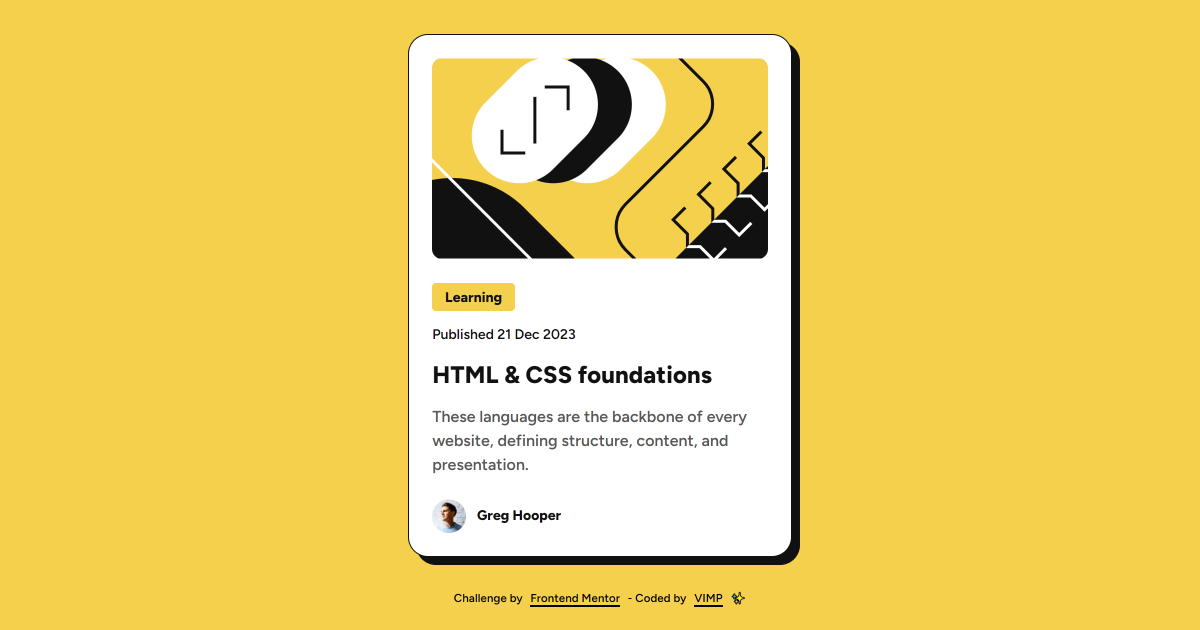 Learning
Published 21 Dec 2023
HTML & CSS foundations
These languages are the backbone of every
website, defining structure, content, and
presentation.
Greg Hooper
Challenge by Frontend Mentor - Coded by VIMP